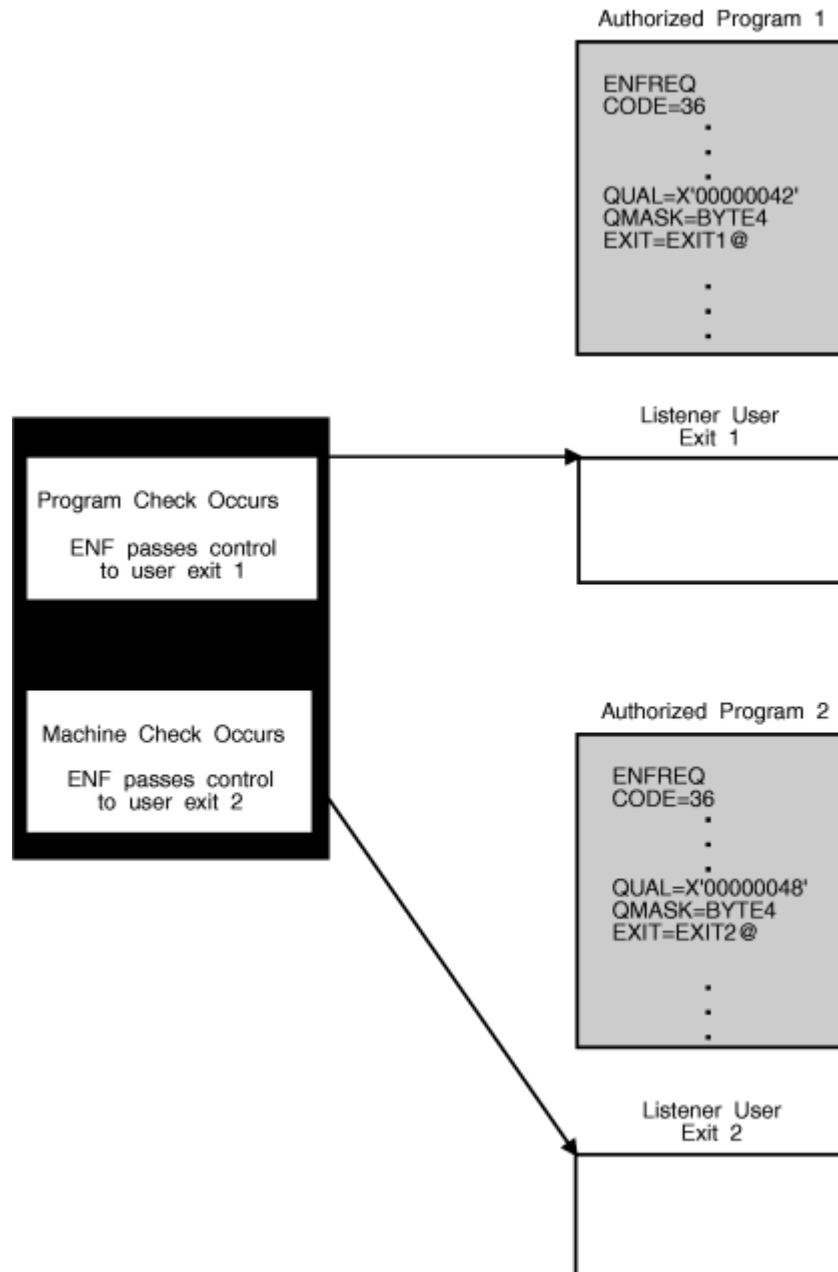 Authorized Program 1
ENFREQ
CODE=36
.
.
.
QUAL=X'00000042'
QMASK=BYTE4
EXIT=EXIT1@
.
.
.
Listener User
Exit 1
Program Check Occurs
ENF passes control
to user exit 1
Machine Check Occurs
ENF passes control
to user exit 2
Authorized Program 2
ENFREQ
CODE=36
.
.
.
QUAL=X'00000048'
QMASK=BYTE4
EXIT=EXIT2@
.
.
.
Listener User
Exit 2